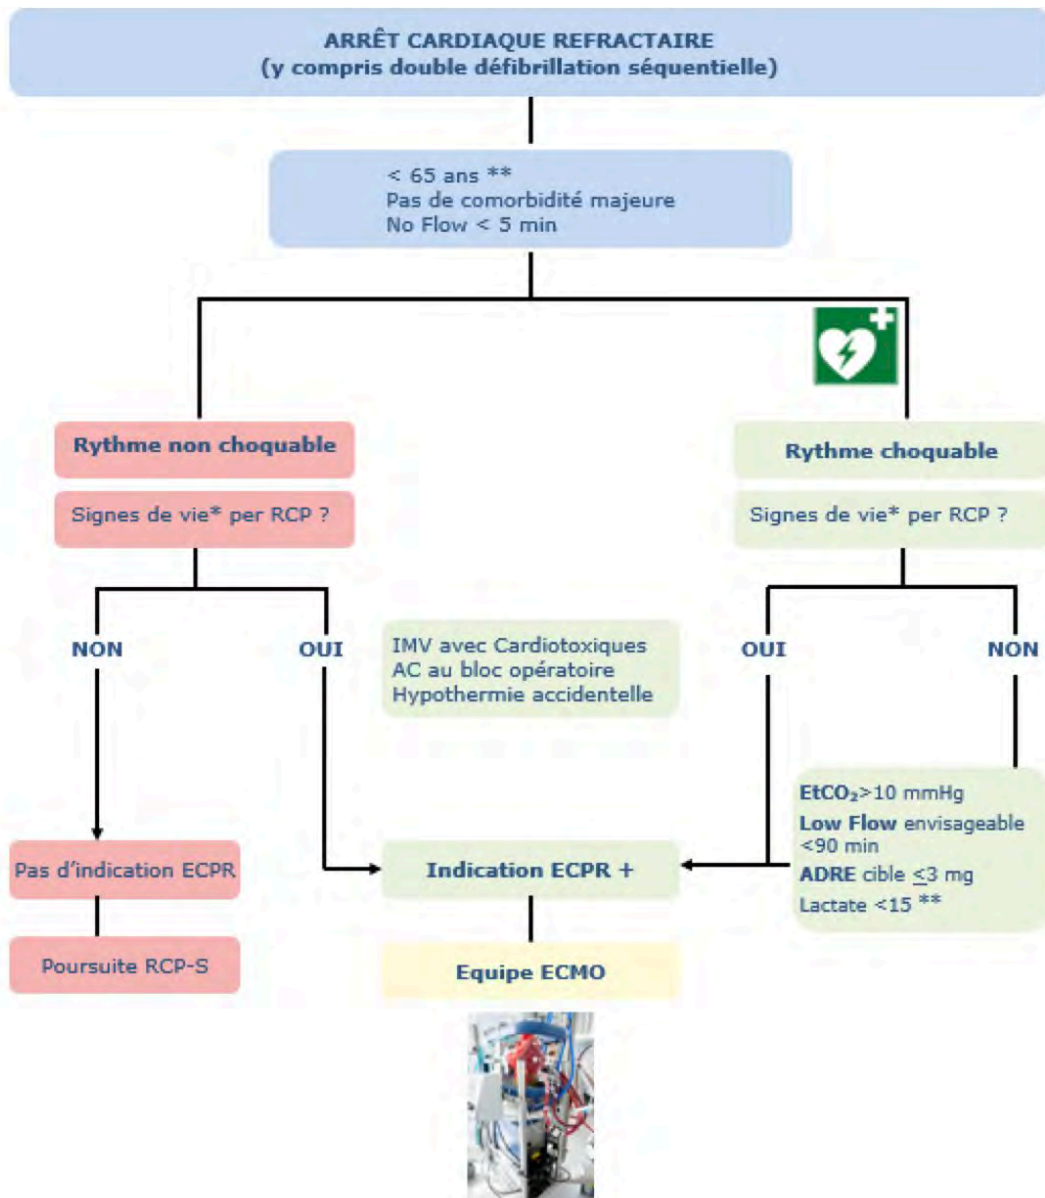 ARRÊT CARDIAQUE REFRACTAIRE
(y compris double défibrillation séquentielle)
< 65 ans **
Pas de comorbidité majeure
No Flow < 5 min
Rythme non choquable
Rythme choquable
Signes de vie* per RCP ?
Signes de vie* per RCP ?
NON
OUI
IMV avec Cardiotoxiques
AC au bloc opératoire
Hypothermie accidentelle
OUI
NON
EtCO₂>10 mmHg
Low Flow envisageable
<90 min
ADRE cible <3 mg
Lactate <15 **
Pas d'indication ECPR
Indication ECPR +
Poursuite RCP-S
Equipe ECMO